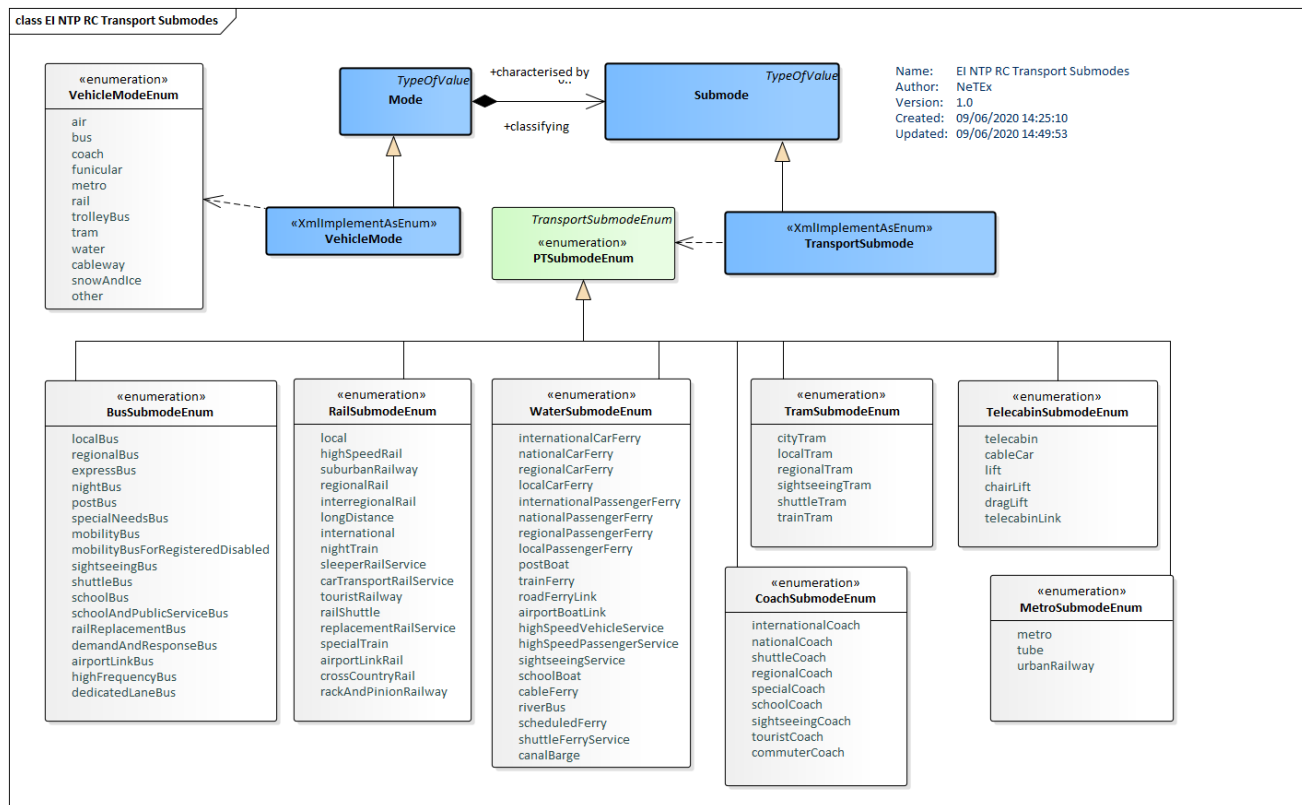 class EI NTP RC Transport Submodes
«enumeration»
VehicleModeEnum
air
bus
coach
funicular
metro
rail
trolleyBus
tram
water
cableway
snowAndIce
other
TypeOfValue
Mode
+characterised by
0..
+classifying
TypeOfValue
Submode
Name: EI NTP RC Transport Submodes
Author: NeTEx
Version: 1.0
Created: 09/06/2020 14:25:10
Updated: 09/06/2020 14:49:53
«XmlImplementAsEnum»
VehicleMode
TransportSubmodeEnum
«enumeration»
PTSubmodeEnum
«XmlImplementAsEnum»
TransportSubmode
«enumeration»
BusSubmodeEnum
localBus
regionalBus
expressBus
nightBus
postBus
specialNeedsBus
mobilityBus
mobilityBusForRegisteredDisabled
sightseeingBus
shuttleBus
schoolBus
schoolAndPublicServiceBus
railReplacementBus
demandAndResponseBus
airportLinkBus
highFrequencyBus
dedicatedLaneBus
«enumeration»
RailSubmodeEnum
local
highSpeedRail
suburbanRailway
regionalRail
interregionalRail
longDistance
international
nightTrain
sleeperRailService
carTransportRailService
touristRailway
railShuttle
replacementRailService
specialTrain
airportLinkRail
crossCountryRail
rackAndPinionRailway
«enumeration»
WaterSubmodeEnum
internationalCarFerry
nationalCarFerry
regionalCarFerry
localCarFerry
internationalPassengerFerry
nationalPassengerFerry
regionalPassengerFerry
localPassengerFerry
postBoat
trainFerry
roadFerryLink
airportBoatLink
highSpeedVehicleService
highSpeedPassengerService
sightseeingService
schoolBoat
cableFerry
riverBus
scheduledFerry
shuttleFerryService
canalBarge
«enumeration»
TramSubmodeEnum
cityTram
localTram
regionalTram
sightseeingTram
shuttleTram
trainTram
«enumeration»
TelecabinSubmodeEnum
telecabin
cableCar
lift
chairLift
dragLift
telecabinLink
«enumeration»
CoachSubmodeEnum
internationalCoach
nationalCoach
shuttleCoach
regionalCoach
specialCoach
schoolCoach
sightseeingCoach
touristCoach
commuterCoach
«enumeration»
MetroSubmodeEnum
metro
tube
urbanRailway